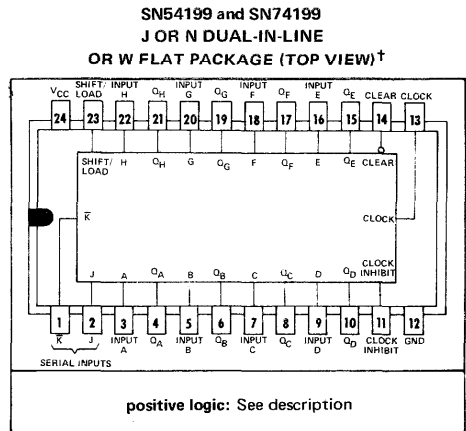 SN54199 and SN74199
J OR N DUAL-IN-LINE
OR W FLAT PACKAGE (TOP VIEW)†
VCC SHIFT/LOAD INPUT H QH INPUT G QG INPUT F QF INPUT E QE CLEAR CLOCK
24 23 22 21 20 19 18 17 16 15 14 13
SHIFT/LOAD H QH G QG F QF E QE CLEAR
K̅ CLOCK
CLOCK INHIBIT
J A QA B QB C QC D QD
1 2 3 4 5 6 7 8 9 10 11 12
K̅ J INPUT A QA INPUT B QB INPUT C QC INPUT D QD CLOCK INHIBIT GND
SERIAL INPUTS
positive logic: See description